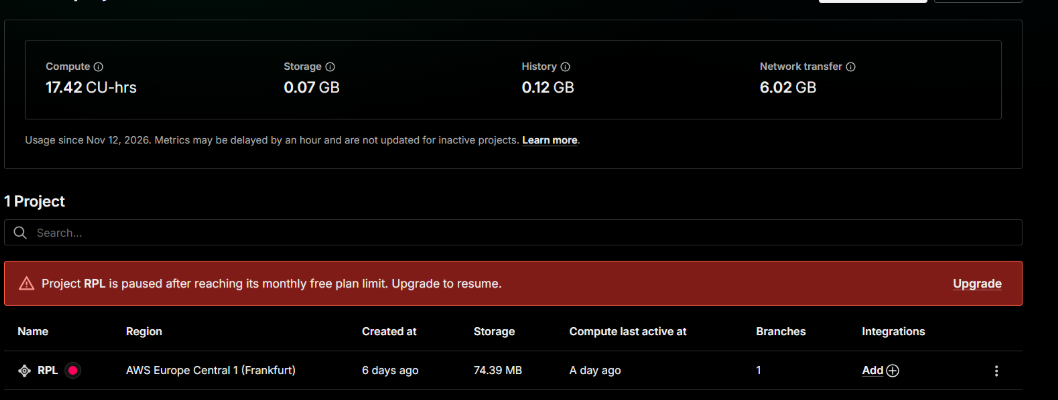 Compute Storage History Network transfer
17.42 CU-hrs 0.07 GB 0.12 GB 6.02 GB
Usage since Nov 12, 2026. Metrics may be delayed by an hour and are not updated for inactive projects. Learn more.
1 Project
Search...
Project RPL is paused after reaching its monthly free plan limit. Upgrade to resume. Upgrade
Name Region Created at Storage Compute last active at Branches Integrations
RPL AWS Europe Central 1 (Frankfurt) 6 days ago 74.39 MB A day ago 1 Add